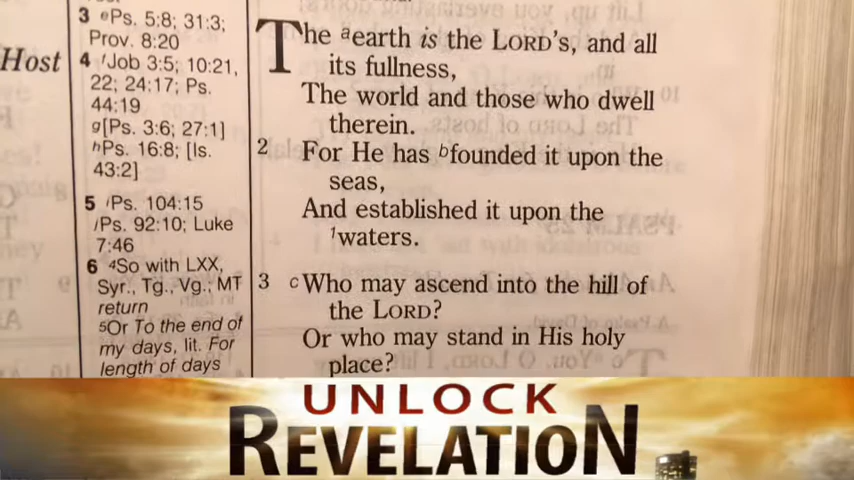 Host
3 ePs. 5:8; 31:3;
Prov. 8:20
4 fJob 3:5; 10:21,
22; 24:17; Ps.
44:19
g[Ps. 3:6; 27:1]
hPs. 16:8; [Is.
43:2]
5 iPs. 104:15
jPs. 92:10; Luke
7:46
6 4So with LXX,
Syr., Tg., Vg.; MT
return
5Or To the end of
my days, lit. For
length of days
The aearth is the LORD's, and all
its fullness,
The world and those who dwell
therein.
2 For He has bfounded it upon the
seas,
And established it upon the
1waters.
3 cWho may ascend into the hill of
the LORD?
Or who may stand in His holy
place?
UNLOCK
REVELATION